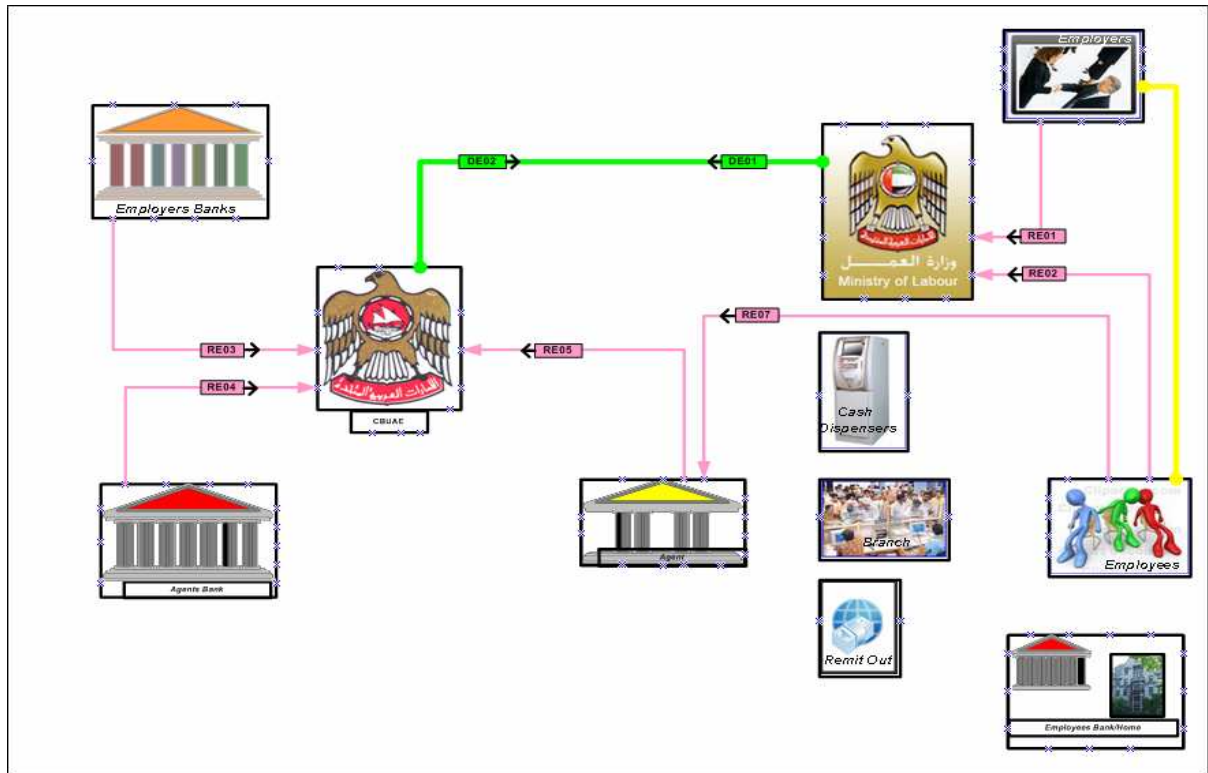 Employers
Employers Banks
DE02
DE01
وزارة العمـــل
Ministry of Labour
RE01
RE02
RE07
RE03
RE05
RE04
CBUAE
Cash
Dispensers
Agent
Branch
Employees
Agents Bank
Remit Out
Employees Bank/Home